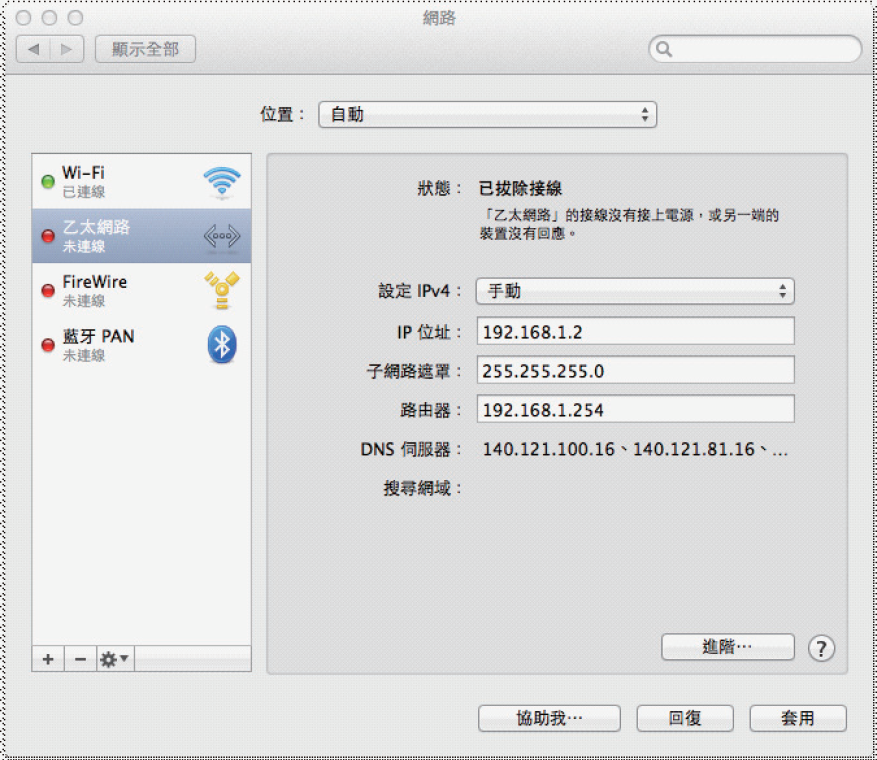 網路
顯示全部
位置： 自動
Wi-Fi
已連線
乙太網路
未連線
FireWire
未連線
藍牙 PAN
未連線
狀態： 已拔除接線
「乙太網路」的接線沒有接上電源，或另一端的
裝置沒有回應。
設定 IPv4： 手動
IP 位址： 192.168.1.2
子網路遮罩： 255.255.255.0
路由器： 192.168.1.254
DNS 伺服器： 140.121.100.16、140.121.81.16、...
搜尋網域：
進階⋯ ?
協助我⋯ 回復 套用